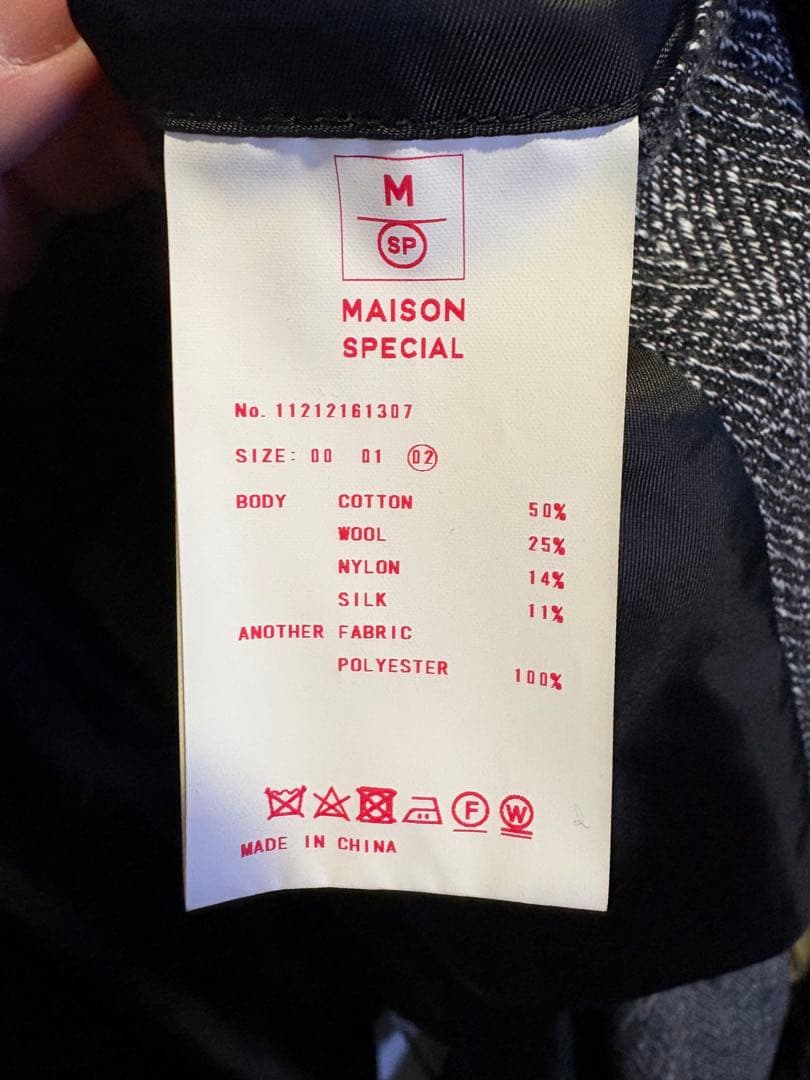 M
SP
MAISON
SPECIAL
No. 11212161307
SIZE: 00 01 02
BODY COTTON 50%
WOOL 25%
NYLON 14%
SILK 11%
ANOTHER FABRIC
POLYESTER 100%
F W
MADE IN CHINA